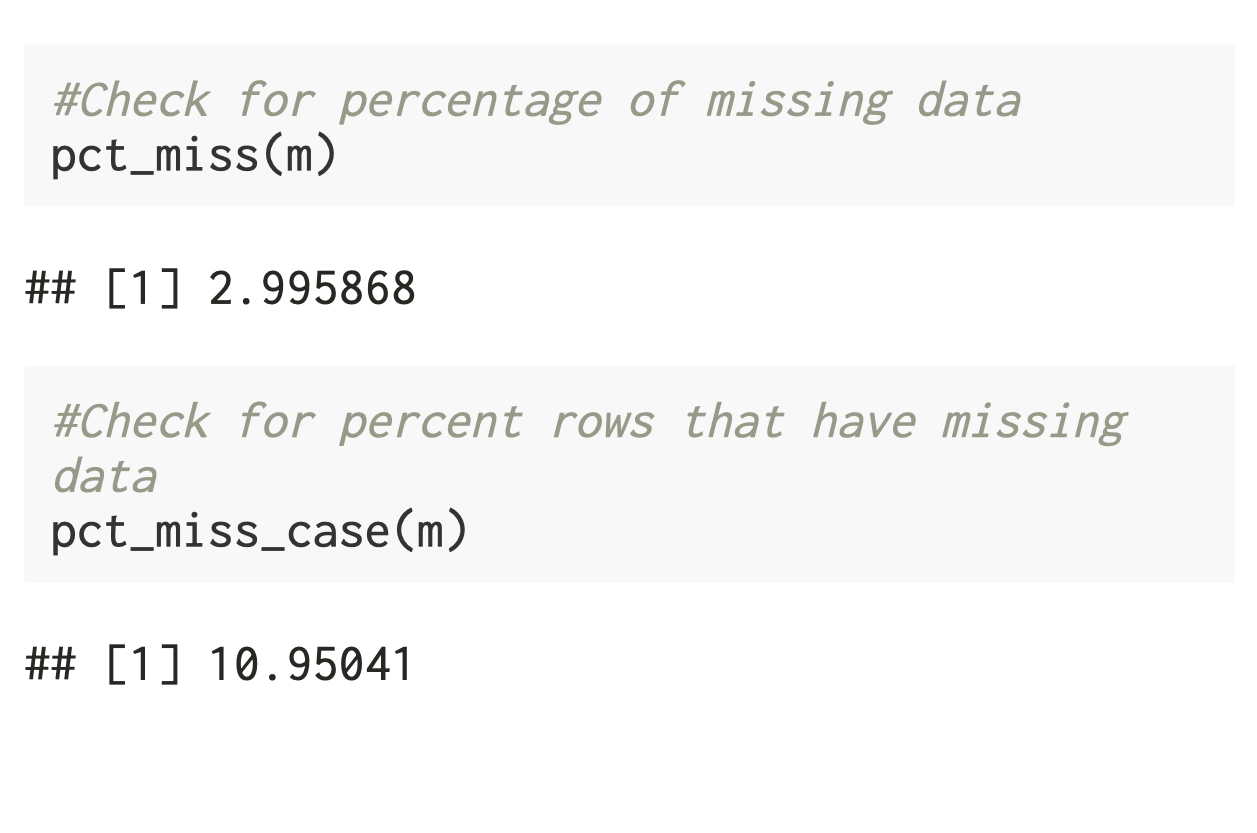 #Check for percentage of missing data
pct_miss(m)
## [1] 2.995868
#Check for percent rows that have missing
data
pct_miss_case(m)
## [1] 10.95041